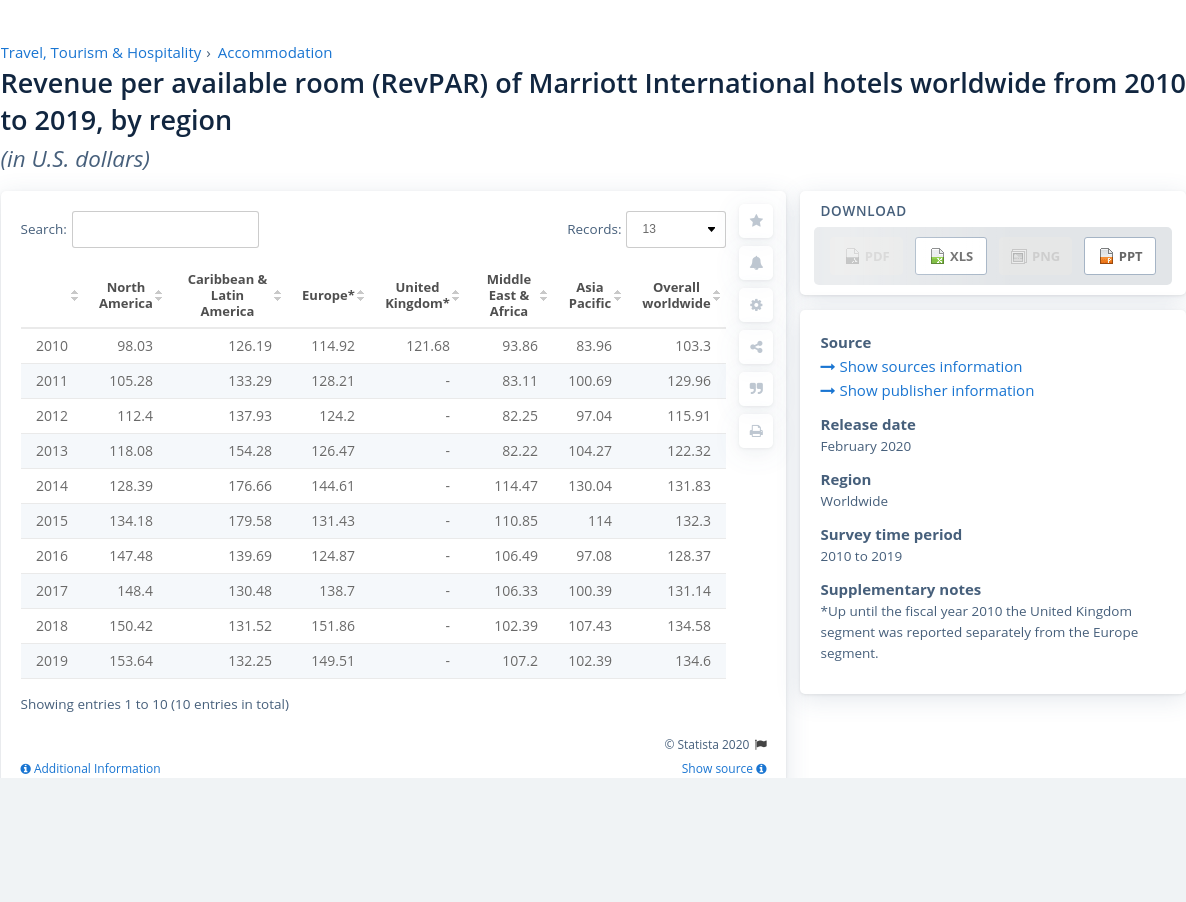 Travel, Tourism & Hospitality › Accommodation
Revenue per available room (RevPAR) of Marriott International hotels worldwide from 2010
to 2019, by region
(in U.S. dollars)
Search:
Records: 13
North America Caribbean & Latin America Europe* United Kingdom* Middle East & Africa Asia Pacific Overall worldwide
2010 98.03 126.19 114.92 121.68 93.86 83.96 103.3
2011 105.28 133.29 128.21 - 83.11 100.69 129.96
2012 112.4 137.93 124.2 - 82.25 97.04 115.91
2013 118.08 154.28 126.47 - 82.22 104.27 122.32
2014 128.39 176.66 144.61 - 114.47 130.04 131.83
2015 134.18 179.58 131.43 - 110.85 114 132.3
2016 147.48 139.69 124.87 - 106.49 97.08 128.37
2017 148.4 130.48 138.7 - 106.33 100.39 131.14
2018 150.42 131.52 151.86 - 102.39 107.43 134.58
2019 153.64 132.25 149.51 - 107.2 102.39 134.6
Showing entries 1 to 10 (10 entries in total)
© Statista 2020
Additional Information
Show source
DOWNLOAD
PDF XLS PNG PPT
Source
Show sources information
Show publisher information
Release date
February 2020
Region
Worldwide
Survey time period
2010 to 2019
Supplementary notes
*Up until the fiscal year 2010 the United Kingdom
segment was reported separately from the Europe
segment.